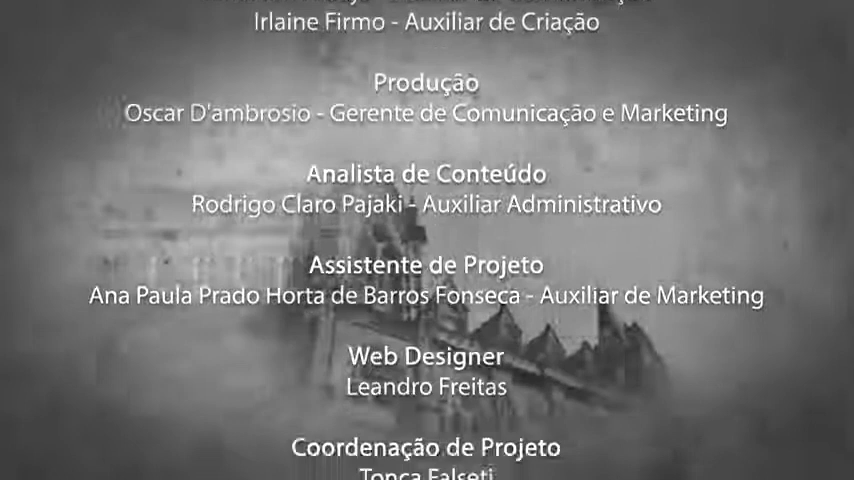 Irlaine Firmo - Auxiliar de Criação
Produção
Oscar D'ambrosio - Gerente de Comunicação e Marketing
Analista de Conteúdo
Rodrigo Claro Pajaki - Auxiliar Administrativo
Assistente de Projeto
Ana Paula Prado Horta de Barros Fonseca - Auxiliar de Marketing
Web Designer
Leandro Freitas
Coordenação de Projeto
Tonca Falseti